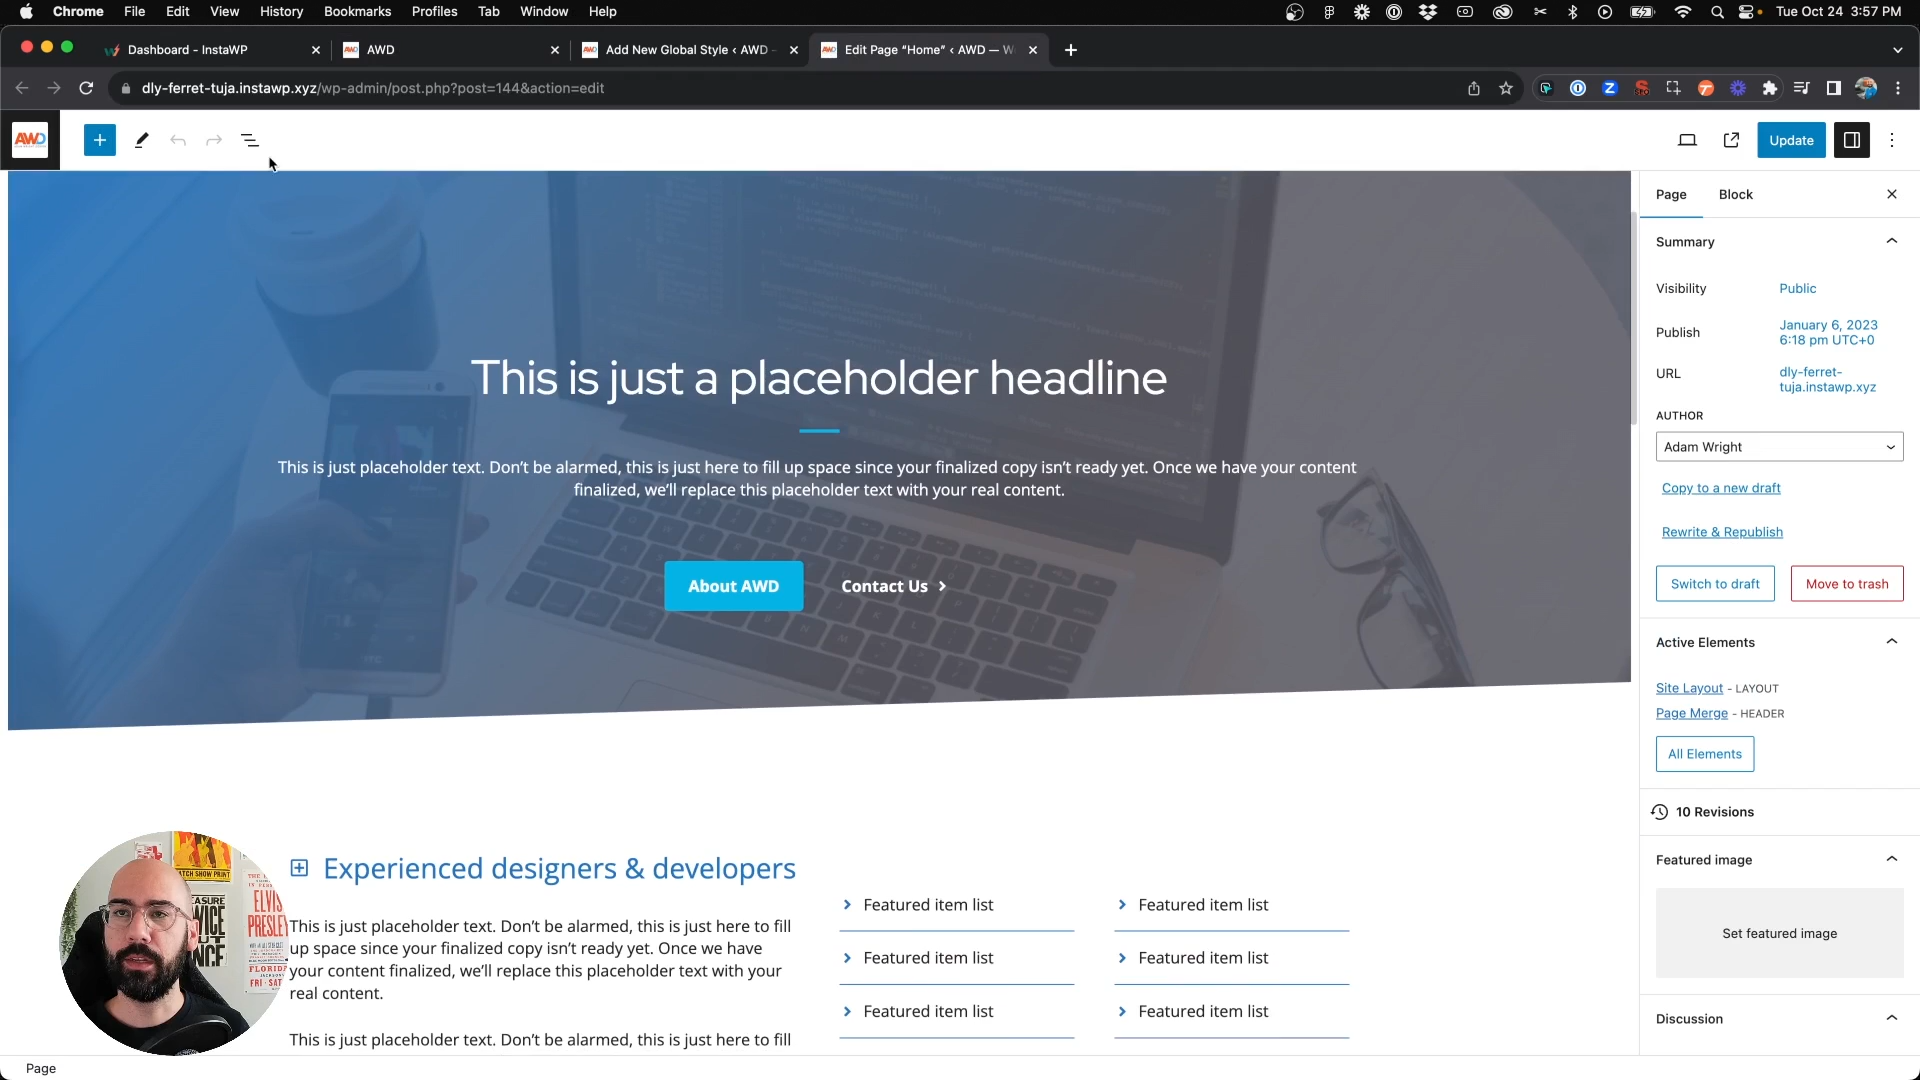 Chrome File Edit View History Bookmarks Profiles Tab Window Help Tue Oct 24 3:57 PM
Dashboard - InstaWP
AWD
Add New Global Style ‹ AWD -
Edit Page “Home” ‹ AWD — W
dly-ferret-tuja.instawp.xyz/wp-admin/post.php?post=144&action=edit
AWD
Update
Page Block
Summary
Visibility Public
Publish January 6, 2023
6:18 pm UTC+0
URL dly-ferret-
tuja.instawp.xyz
AUTHOR
Adam Wright
Copy to a new draft
Rewrite & Republish
Switch to draft Move to trash
Active Elements
Site Layout - LAYOUT
Page Merge - HEADER
All Elements
10 Revisions
Featured image
Set featured image
Discussion
This is just a placeholder headline
This is just placeholder text. Don’t be alarmed, this is just here to fill up space since your finalized copy isn’t ready yet. Once we have your content
finalized, we’ll replace this placeholder text with your real content.
About AWD Contact Us
Experienced designers & developers
This is just placeholder text. Don’t be alarmed, this is just here to fill
up space since your finalized copy isn’t ready yet. Once we have
your content finalized, we’ll replace this placeholder text with your
real content.
This is just placeholder text. Don’t be alarmed, this is just here to fill
Featured item list Featured item list
Featured item list Featured item list
Featured item list Featured item list
ELVIS
PRESLEY
FLORIDA
FRI - SAT
Page